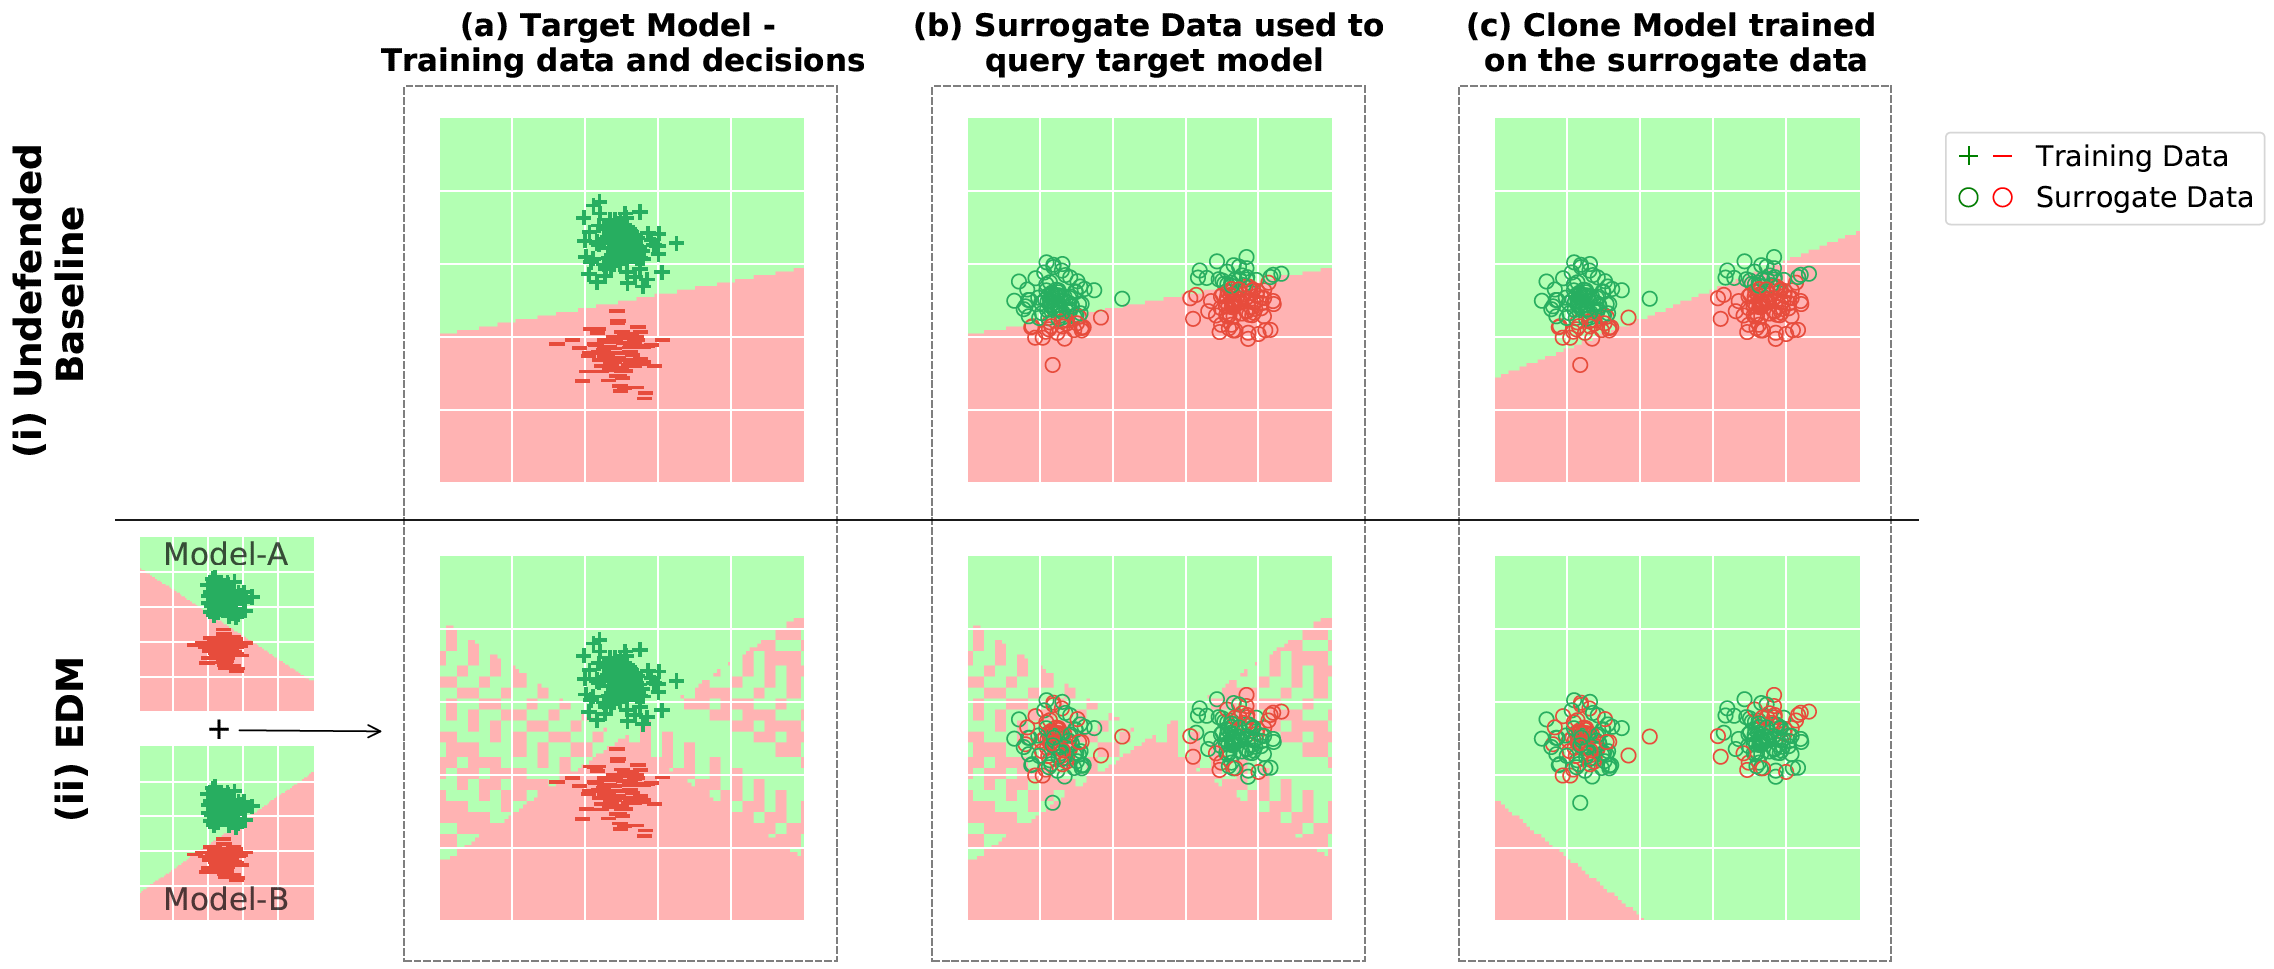 (a) Target Model -
Training data and decisions
(b) Surrogate Data used to
query target model
(c) Clone Model trained
on the surrogate data
(i) Undefended
Baseline
Training Data
Surrogate Data
(ii) EDM
Model-A
+
Model-B